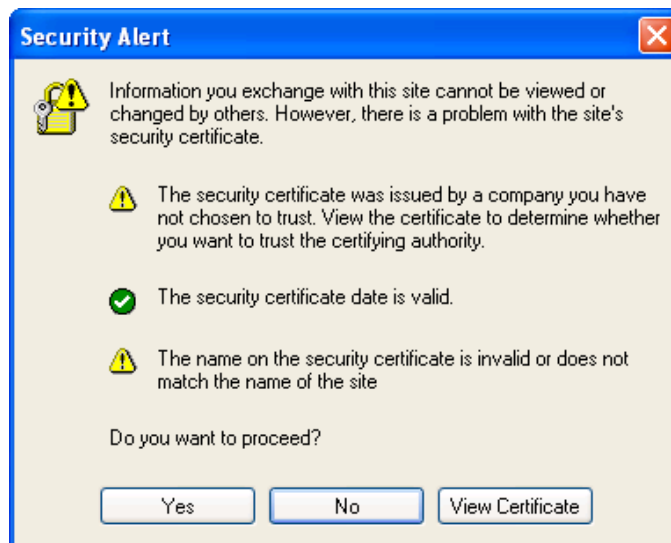 Security Alert
Information you exchange with this site cannot be viewed or
changed by others. However, there is a problem with the site's
security certificate.
The security certificate was issued by a company you have
not chosen to trust. View the certificate to determine whether
you want to trust the certifying authority.
The security certificate date is valid.
The name on the security certificate is invalid or does not
match the name of the site
Do you want to proceed?
Yes
No
View Certificate